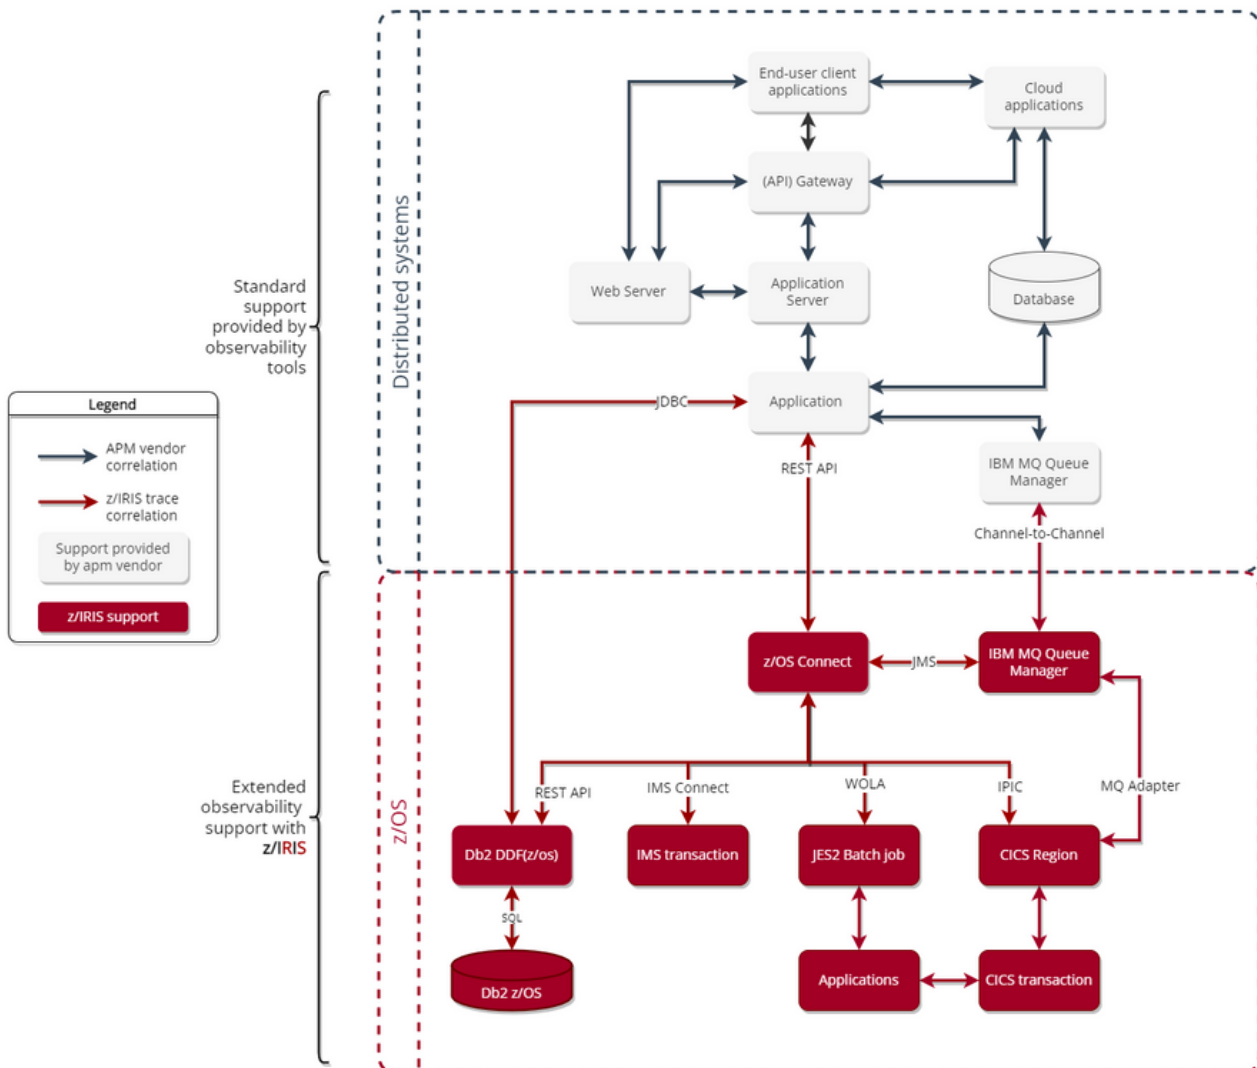 End-user client
applications
Cloud
applications
(API) Gateway
Web Server
Application
Server
Database
Distributed systems
Standard
support
provided by
observability
tools
Legend
APM vendor
correlation
z/IRIS trace
correlation
Support provided
by apm vendor
z/IRIS support
JDBC
Application
REST API
IBM MQ Queue
Manager
Channel-to-Channel
z/OS Connect
JMS
IBM MQ Queue
Manager
Extended
observability
support with
z/IRIS
z/OS
REST API
IMS Connect
WOLA
IPIC
MQ Adapter
Db2 DDF(z/os)
IMS transaction
JES2 Batch job
CICS Region
SQL
Db2 z/OS
Applications
CICS transaction